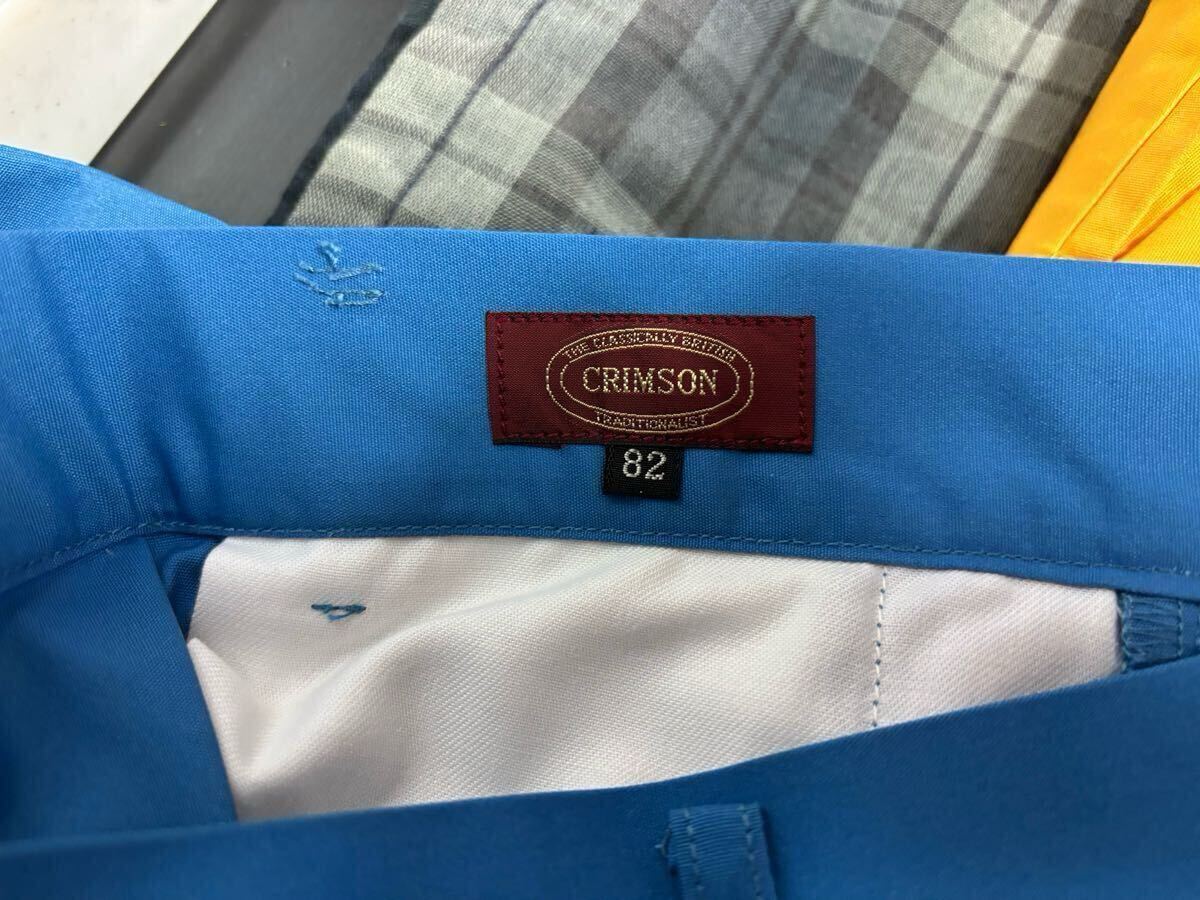 THE CLASSICALLY BRITISH
CRIMSON
TRADITIONALIST
82